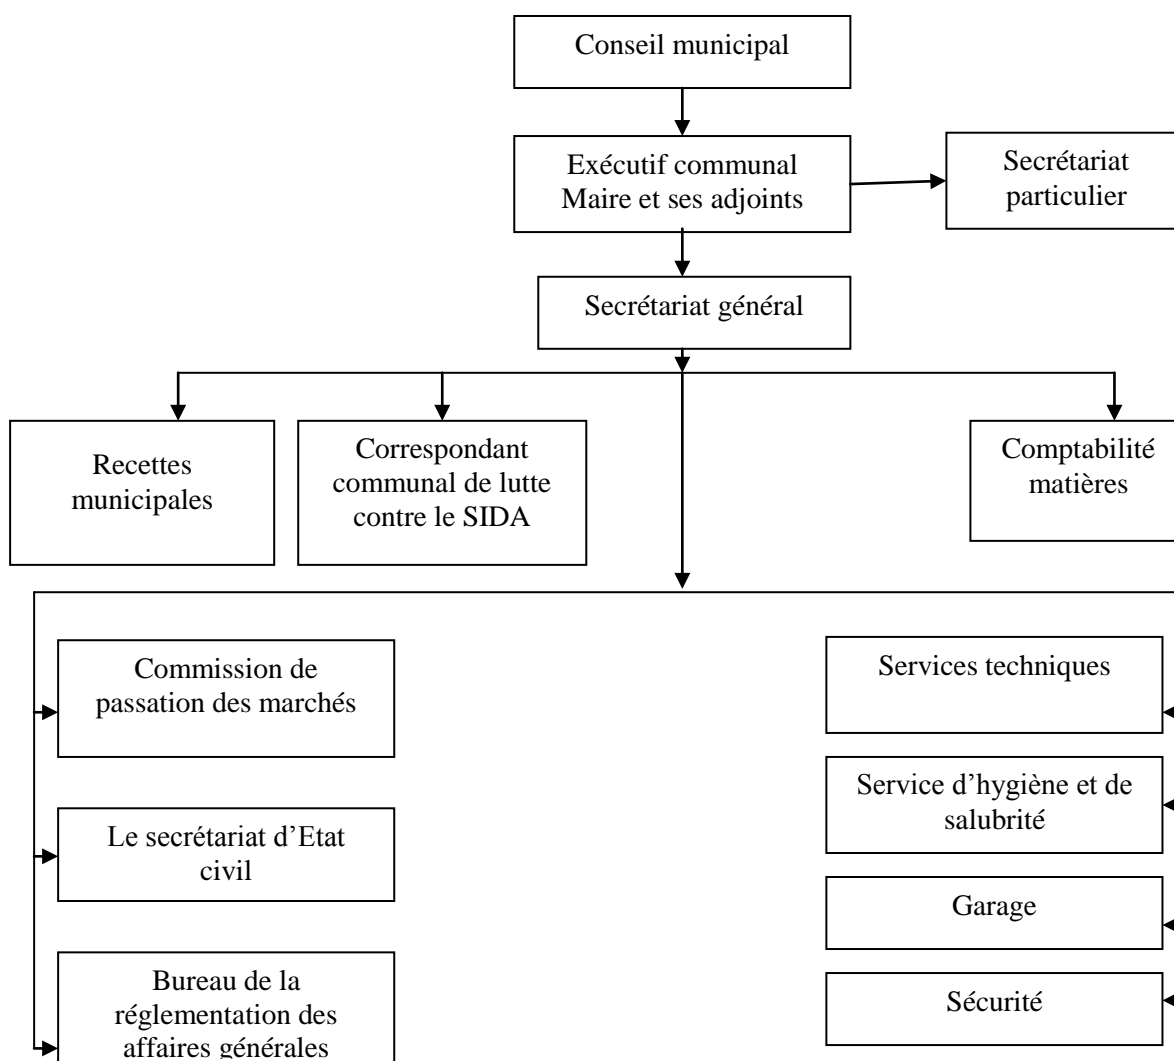 Conseil municipal
Exécutif communal
Maire et ses adjoints
Secrétariat
particulier
Secrétariat général
Recettes
municipales
Correspondant
communal de lutte
contre le SIDA
Comptabilité
matières
Commission de
passation des marchés
Services techniques
Service d’hygiène et de
salubrité
Le secrétariat d’Etat
civil
Garage
Bureau de la
réglementation des
affaires générales
Sécurité